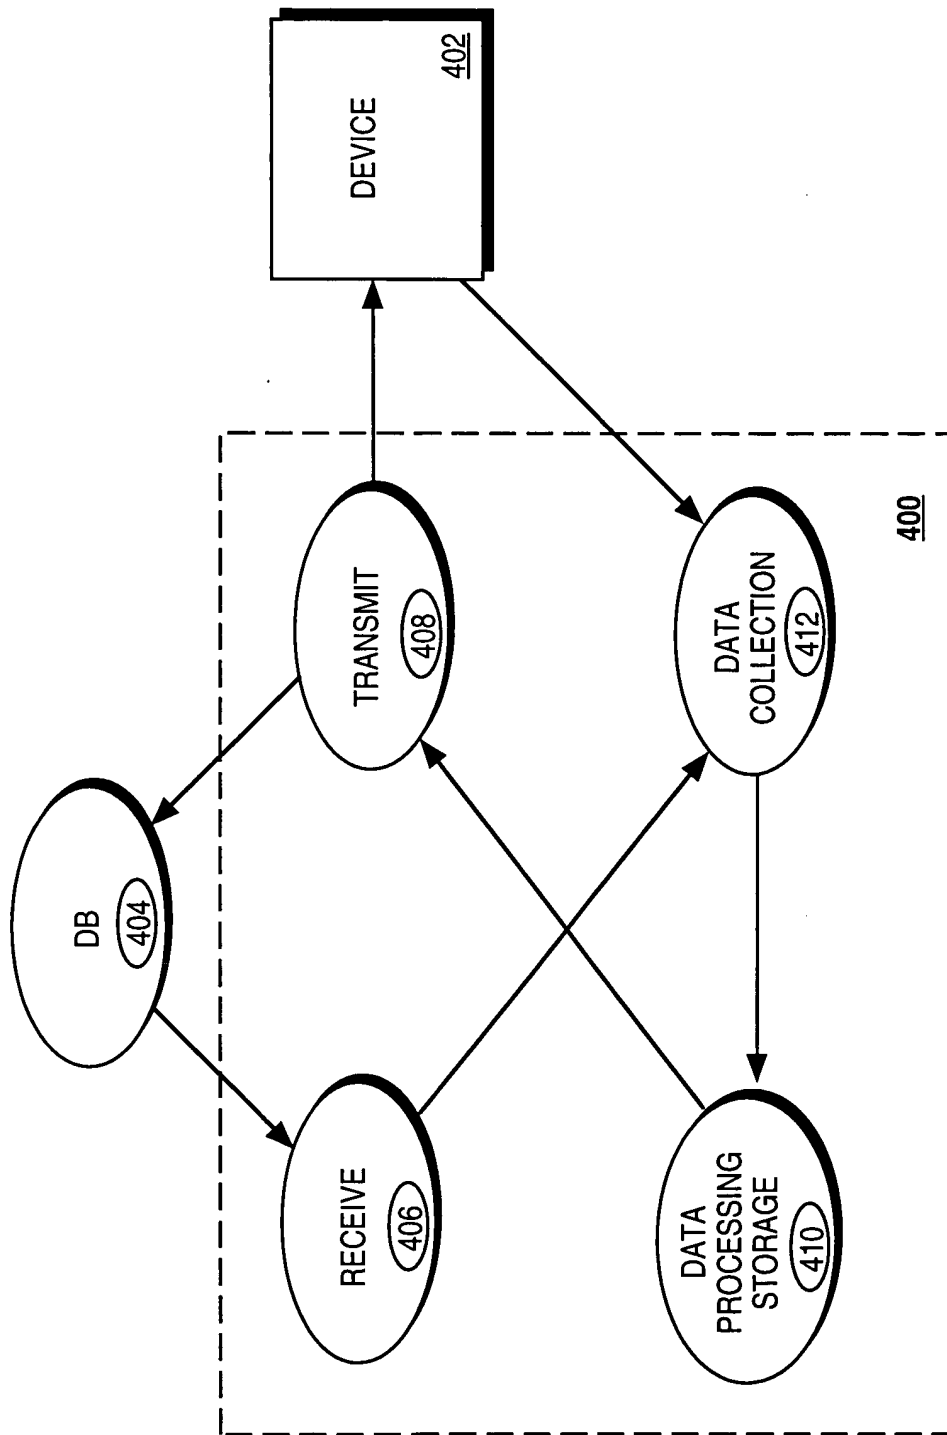 DB
404
RECEIVE
406
TRANSMIT
408
DEVICE
402
DATA
PROCESSING
STORAGE
410
DATA
COLLECTION
412
400